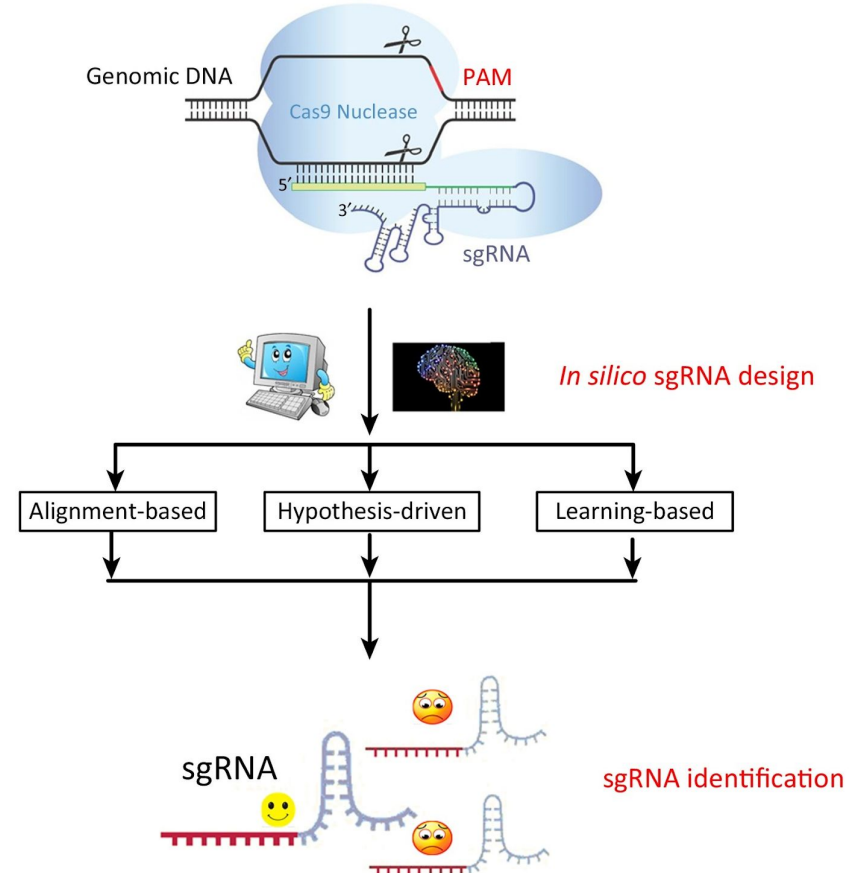 Genomic DNA
PAM
Cas9 Nuclease
5′
3′
sgRNA
In silico sgRNA design
Alignment-based
Hypothesis-driven
Learning-based
sgRNA
sgRNA identification